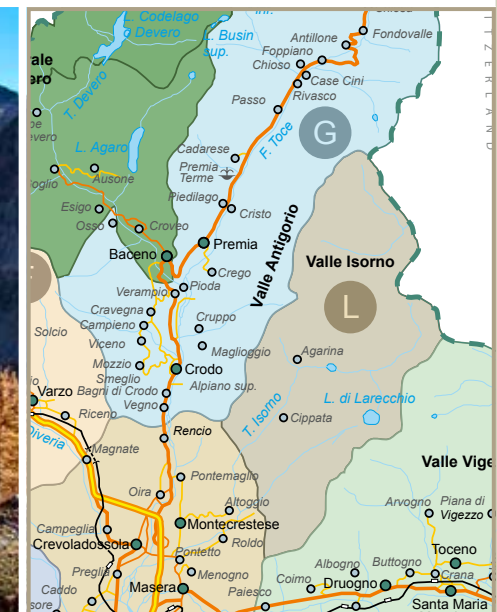 L. Codelago
o Devero
L. Busin
sup.
Antillone
Fondovalle
Foppiano
Chioso
Case Cini
Rivasco
T. Devero
Passo
F. Toce
G
L. Agaro
Cadarese
Premia
Terme
Ausone
Piedilago
Cristo
Esigo
Osso
Croveo
Premia
Baceno
Valle Antigorio
Valle Isorno
Crego
Pioda
Verampio
L
Cravegna
Campieno
Cruppo
Solcio
Viceno
Maglioggio
Agarina
Mozzio
Smeglio
Crodo
Alpiano sup.
Varzo
Bagni di Crodo
L. di Larecchio
Riceno
Vegno
T. Isorno
Cippata
Diveria
Rencio
Magnate
Valle Vige
Pontemaglio
Oira
Altoggio
Arvogno
Piana di
Vigezzo
Campeglia
Montecrestese
Crevoladossola
Roldo
Toceno
Pontetto
Albogno
Buttogno
Preglia
Menogno
Crana
Caddo
Masera
Coimo
Druogno
Paiesco
Santa Maria